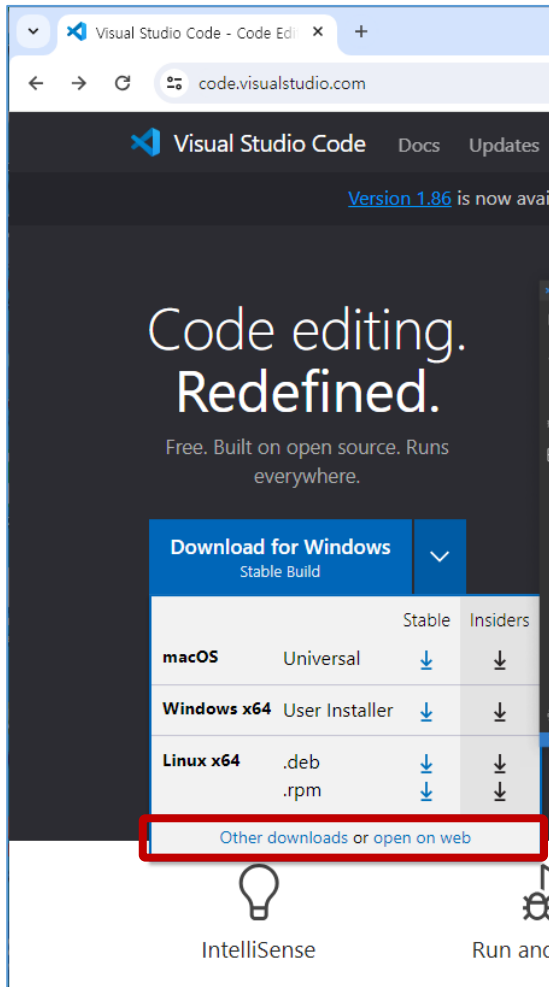 Visual Studio Code - Code Edi
code.visualstudio.com
Visual Studio Code Docs Updates
Version 1.86 is now avai
Code editing.
Redefined.
Free. Built on open source. Runs
everywhere.
Download for Windows
Stable Build
Stable Insiders
macOS Universal
Windows x64 User Installer
Linux x64 .deb
.rpm
Other downloads or open on web
IntelliSense Run and